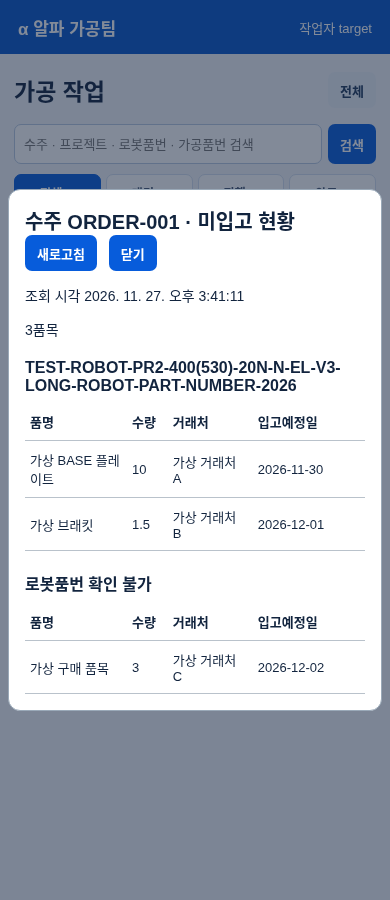 α 알파 가공팀
작업자 target
가공 작업
전체
수주 · 프로젝트 · 로봇품번 · 가공품번 검색
검색
수주 ORDER-001 · 미입고 현황
새로고침
닫기
조회 시각 2026. 11. 27. 오후 3:41:11
3품목
TEST-ROBOT-PR2-400(530)-20N-N-EL-V3-
LONG-ROBOT-PART-NUMBER-2026
품명 수량 거래처 입고예정일
가상 BASE 플레
이트
10
가상 거래처
A
2026-11-30
가상 브래킷
1.5
가상 거래처
B
2026-12-01
로봇품번 확인 불가
품명 수량 거래처 입고예정일
가상 구매 품목
3
가상 거래처
C
2026-12-02